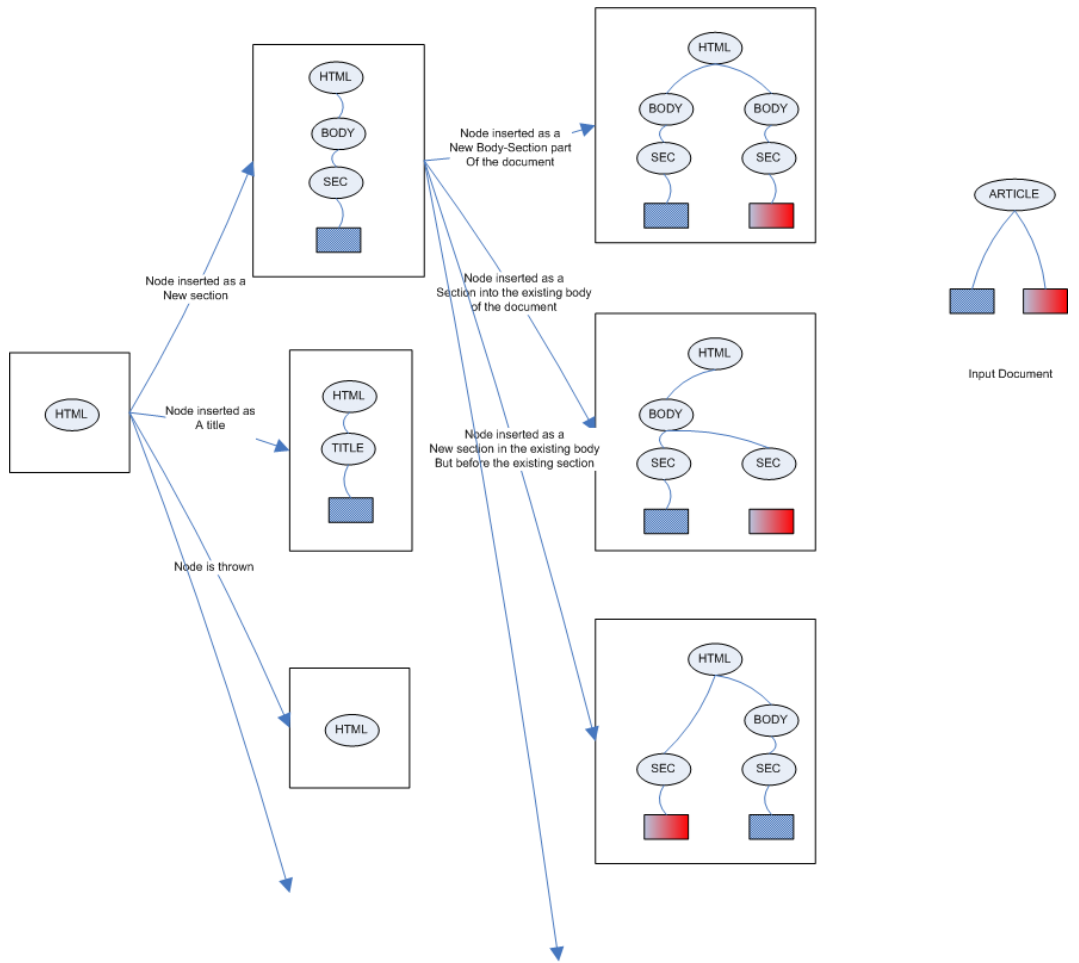 HTML
BODY
SEC
Node inserted as a
New section
HTML
Node inserted as
A title
HTML
TITLE
Node is thrown
HTML
Node inserted as a
New Body-Section part
Of the document
HTML
BODY
BODY
SEC
SEC
Node inserted as a
Section into the existing body
of the document
HTML
BODY
SEC
SEC
Node inserted as a
New section in the existing body
But before the existing section
HTML
BODY
SEC
SEC
ARTICLE
Input Document